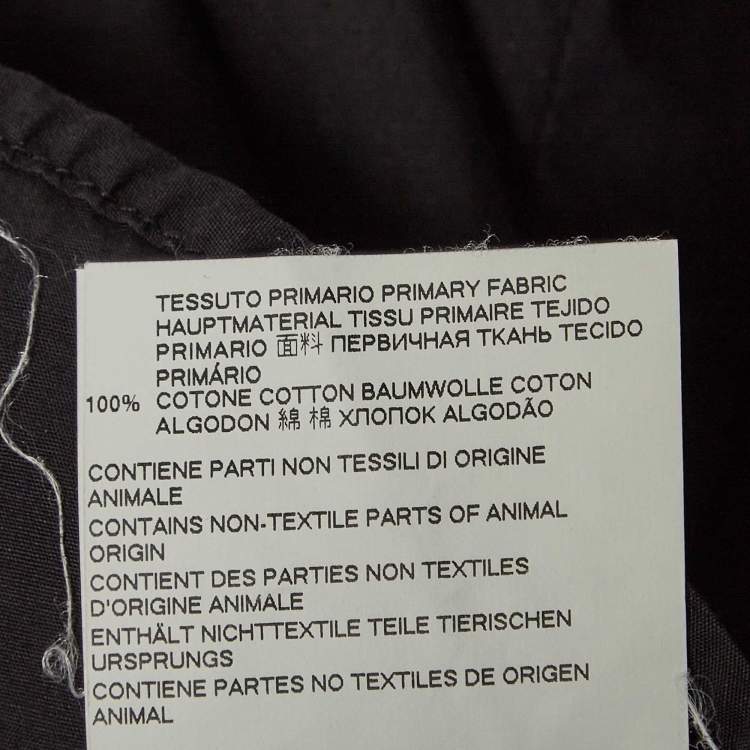 TESSUTO PRIMARIO PRIMARY FABRIC
HAUPTMATERIAL TISSU PRIMAIRE TEJIDO
PRIMARIO 面料 ПЕРВИЧНАЯ ТКАНЬ TECIDO
PRIMÁRIO
100% COTONE COTTON BAUMWOLLE COTON
ALGODON 綿 棉 ХЛОПОК ALGODÃO
CONTIENE PARTI NON TESSILI DI ORIGINE
ANIMALE
CONTAINS NON-TEXTILE PARTS OF ANIMAL
ORIGIN
CONTIENT DES PARTIES NON TEXTILES
D'ORIGINE ANIMALE
ENTHÄLT NICHTTEXTILE TEILE TIERISCHEN
URSPRUNGS
CONTIENE PARTES NO TEXTILES DE ORIGEN
ANIMAL